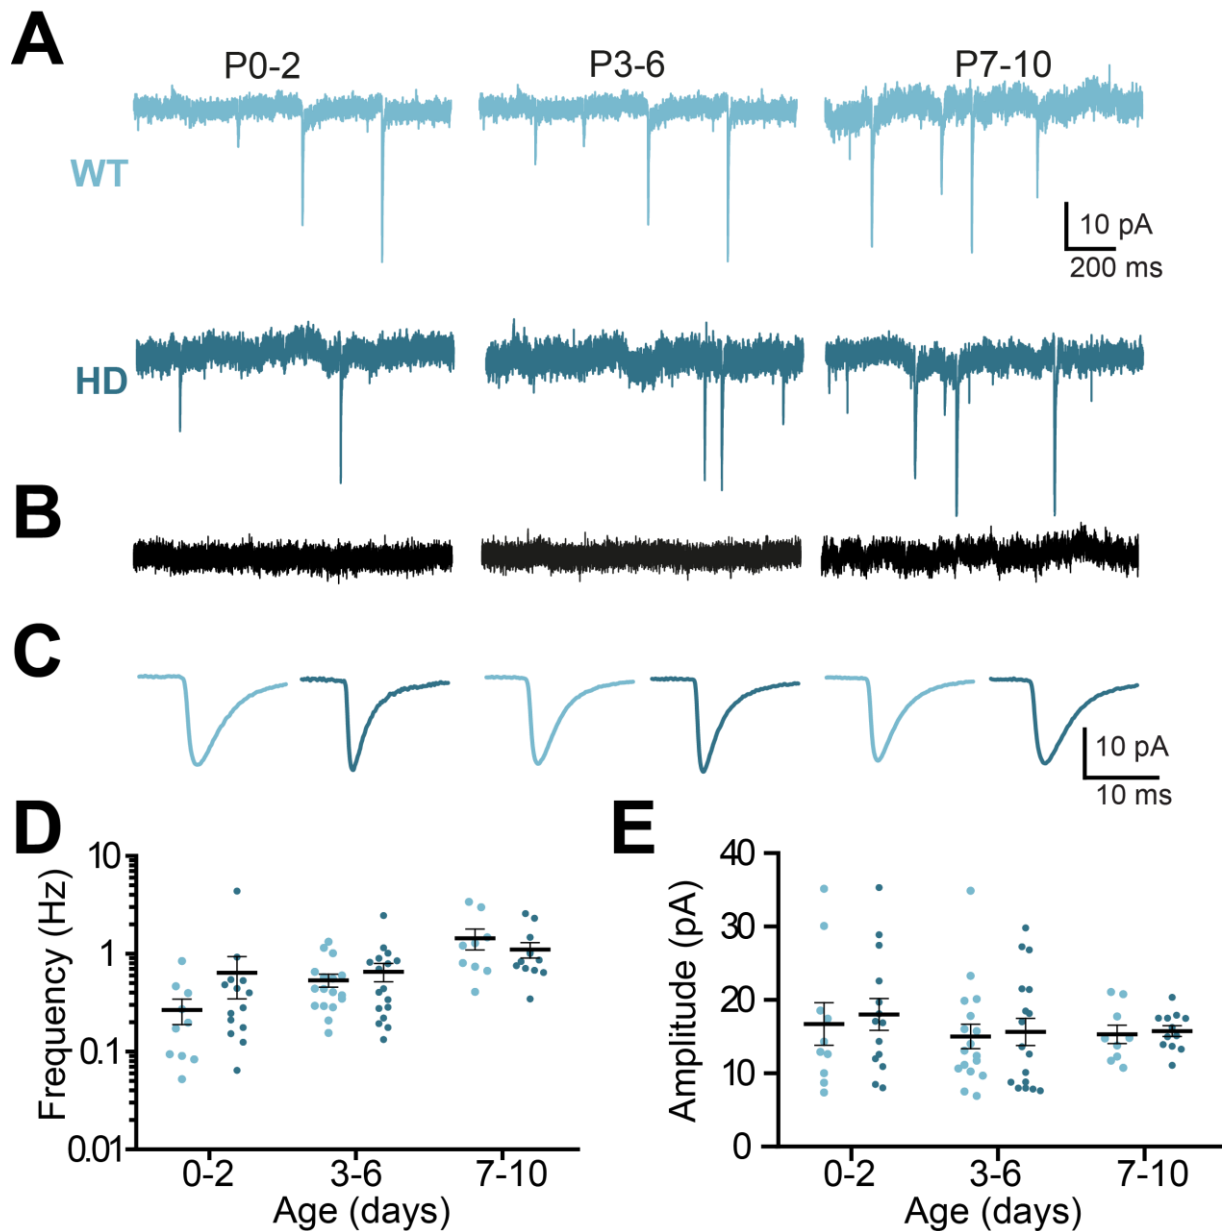 A
P0-2
P3-6
P7-10
WT
10 pA
200 ms
HD
B
C
10 pA
10 ms
D
E
Frequency (Hz)
10
1
0.1
0.01
0-2
3-6
7-10
Age (days)
Amplitude (pA)
40
30
20
10
0
0-2
3-6
7-10
Age (days)